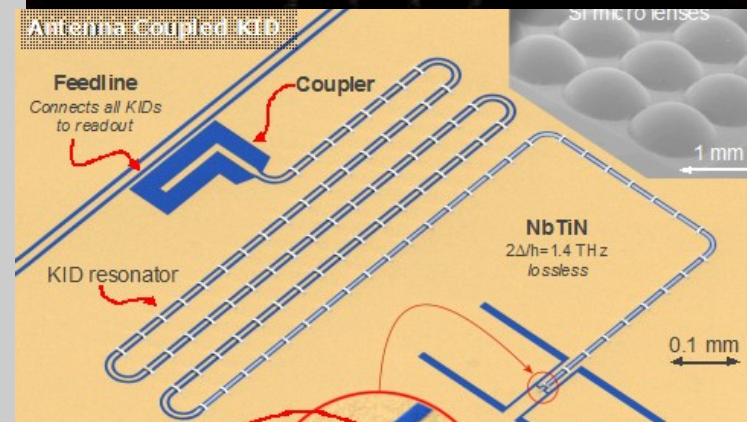 Antenna Coupled KID
Si micro lenses
Feedline
Connects all KIDs
to readout
Coupler
1 mm
NbTiN
2Δ/h=1.4 THz
lossless
KID resonator
0.1 mm